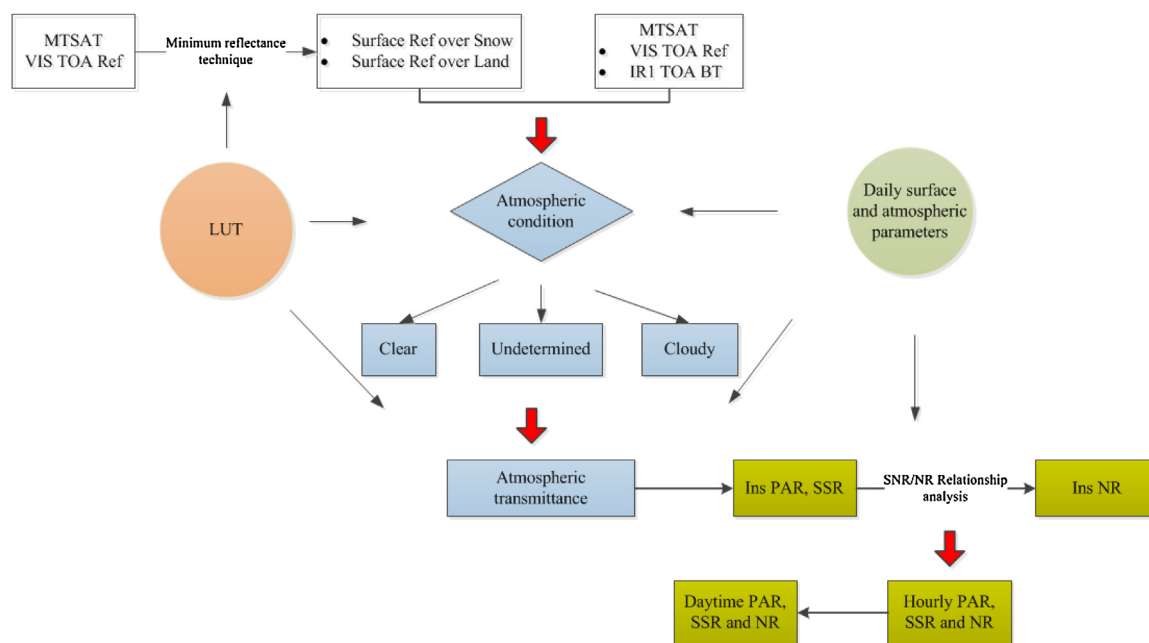 MTSAT
VIS TOA Ref
Minimum reflectance
technique
• Surface Ref over Snow
• Surface Ref over Land
MTSAT
• VIS TOA Ref
• IR1 TOA BT
LUT
Atmospheric
condition
Daily surface
and atmospheric
parameters
Clear
Undetermined
Cloudy
Atmospheric
transmittance
Ins PAR, SSR
SNR/NR Relationship
analysis
Ins NR
Daytime PAR,
SSR and NR
Hourly PAR,
SSR and NR